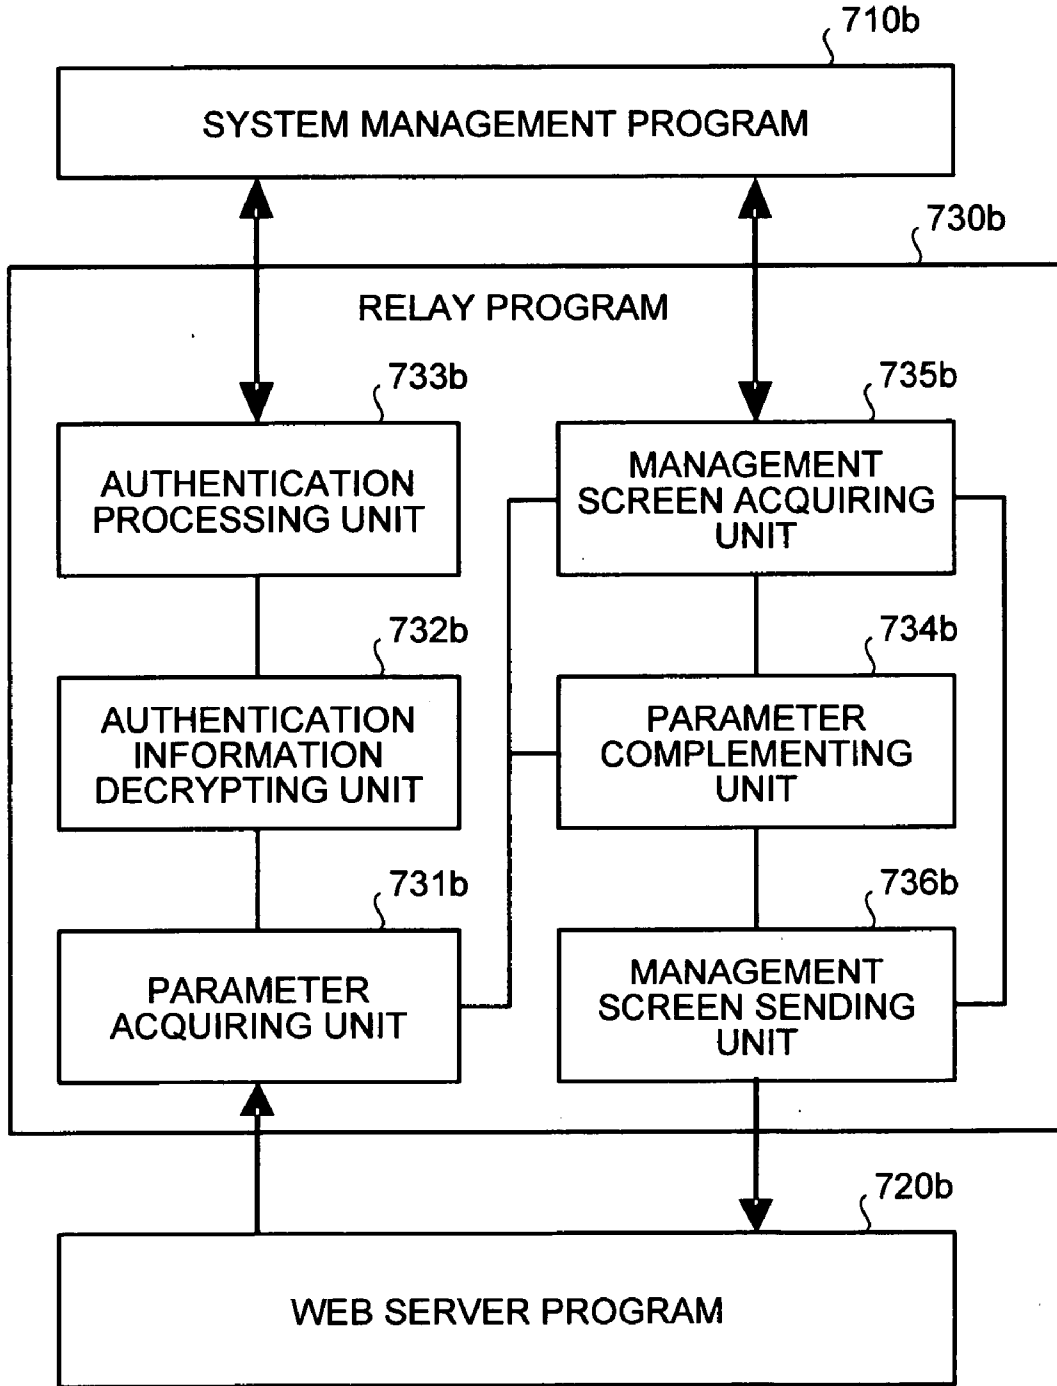 710b
SYSTEM MANAGEMENT PROGRAM
730b
RELAY PROGRAM
733b
AUTHENTICATION
PROCESSING UNIT
735b
MANAGEMENT
SCREEN ACQUIRING
UNIT
732b
AUTHENTICATION
INFORMATION
DECRYPTING UNIT
734b
PARAMETER
COMPLEMENTING
UNIT
731b
PARAMETER
ACQUIRING UNIT
736b
MANAGEMENT
SCREEN SENDING
UNIT
720b
WEB SERVER PROGRAM